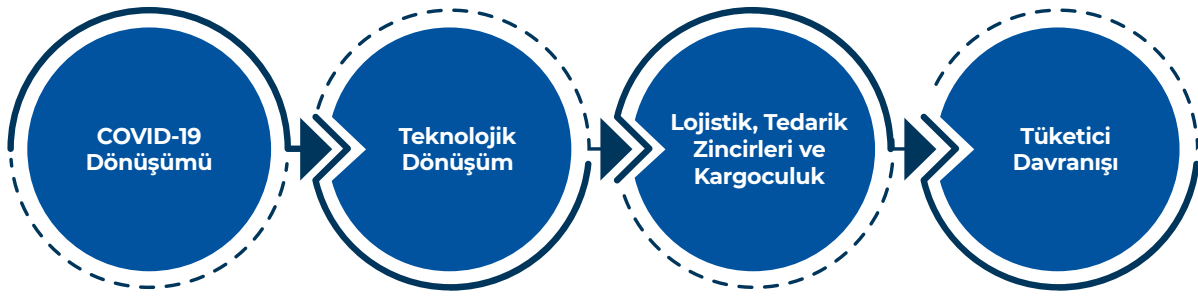 COVID-19
Dönüşümü
Teknolojik
Dönüşüm
Lojistik, Tedarik
Zincirleri ve
Kargoculuk
Tüketici
Davranışı